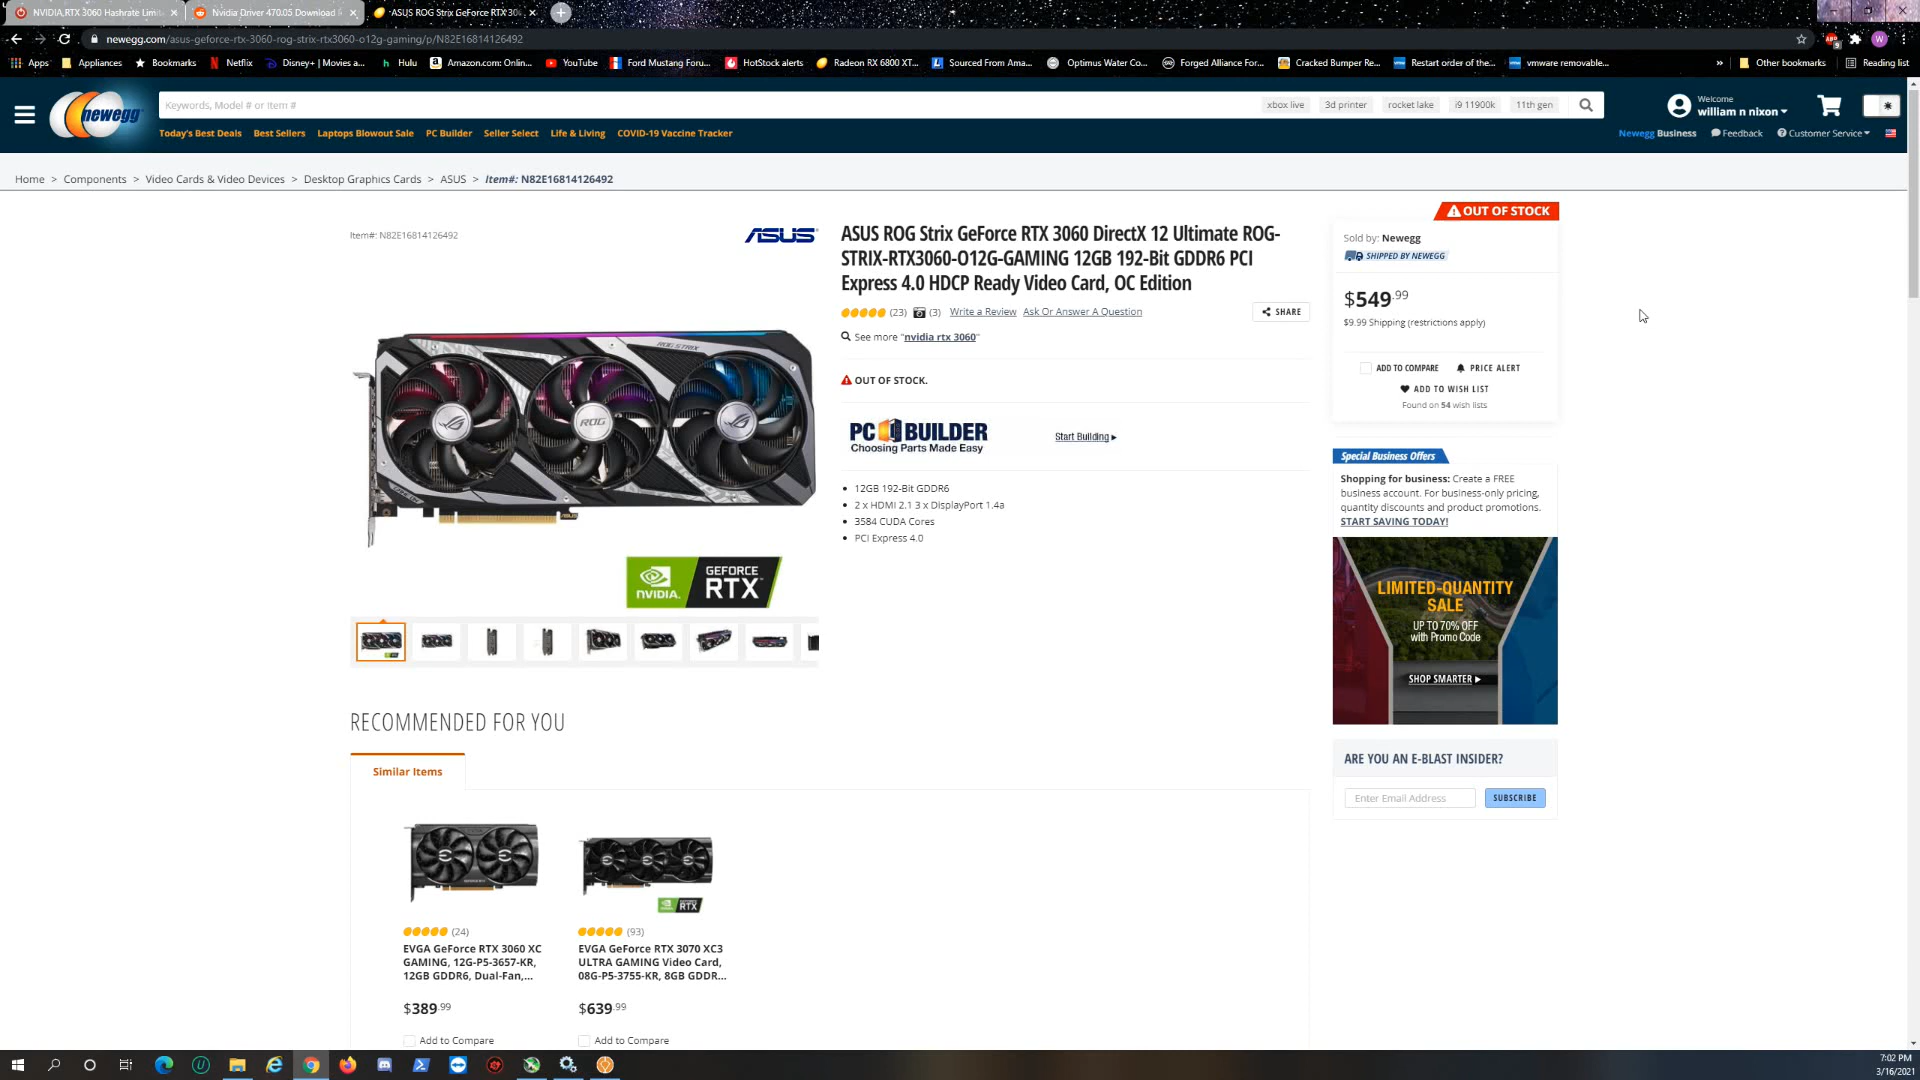 NVIDIA RTX 3060 Hashrate Limit
Nvidia Driver 470.05 Download
ASUS ROG Strix GeForce RTX 30
newegg.com/asus-geforce-rtx-3060-rog-strix-rtx3060-o12g-gaming/p/N82E16814126492
Apps Appliances Bookmarks Netflix Disney+ | Movies a... Hulu Amazon.com: Onlin... YouTube Ford Mustang Foru... HotStock alerts Radeon RX 6800 XT... Sourced From Ama... Optimus Water Co... Forged Alliance For... Cracked Bumper Re... Restart order of the... vmware removable... » Other bookmarks Reading list
newegg
Keywords, Model # or Item #
xbox live 3d printer rocket lake i9 11900k 11th gen
Welcome
william n nixon
Today's Best Deals Best Sellers Laptops Blowout Sale PC Builder Seller Select Life & Living COVID-19 Vaccine Tracker
Newegg Business Feedback Customer Service
Home > Components > Video Cards & Video Devices > Desktop Graphics Cards > ASUS > Item#: N82E16814126492
Item#: N82E16814126492
ASUS
ROG STRIX
ROG
ASUS
NVIDIA.
GEFORCE
RTX
ASUS ROG Strix GeForce RTX 3060 DirectX 12 Ultimate ROG-
STRIX-RTX3060-O12G-GAMING 12GB 192-Bit GDDR6 PCI
Express 4.0 HDCP Ready Video Card, OC Edition
(23) (3) Write a Review Ask Or Answer A Question
SHARE
See more "nvidia rtx 3060"
OUT OF STOCK.
PC BUILDER
Choosing Parts Made Easy
Start Building
12GB 192-Bit GDDR6
2 x HDMI 2.1 3 x DisplayPort 1.4a
3584 CUDA Cores
PCI Express 4.0
OUT OF STOCK
Sold by: Newegg
SHIPPED BY NEWEGG
$549.99
$9.99 Shipping (restrictions apply)
ADD TO COMPARE PRICE ALERT
ADD TO WISH LIST
Found on 54 wish lists
Special Business Offers
Shopping for business: Create a FREE
business account. For business-only pricing,
quantity discounts and product promotions.
START SAVING TODAY!
LIMITED-QUANTITY
SALE
UP TO 70% OFF
with Promo Code
SHOP SMARTER
ARE YOU AN E-BLAST INSIDER?
Enter Email Address
SUBSCRIBE
RECOMMENDED FOR YOU
Similar Items
(24)
EVGA GeForce RTX 3060 XC
GAMING, 12G-P5-3657-KR,
12GB GDDR6, Dual-Fan,...
$389.99
Add to Compare
NVIDIA RTX
(93)
EVGA GeForce RTX 3070 XC3
ULTRA GAMING Video Card,
08G-P5-3755-KR, 8GB GDDR...
$639.99
Add to Compare
7:02 PM
3/16/2021